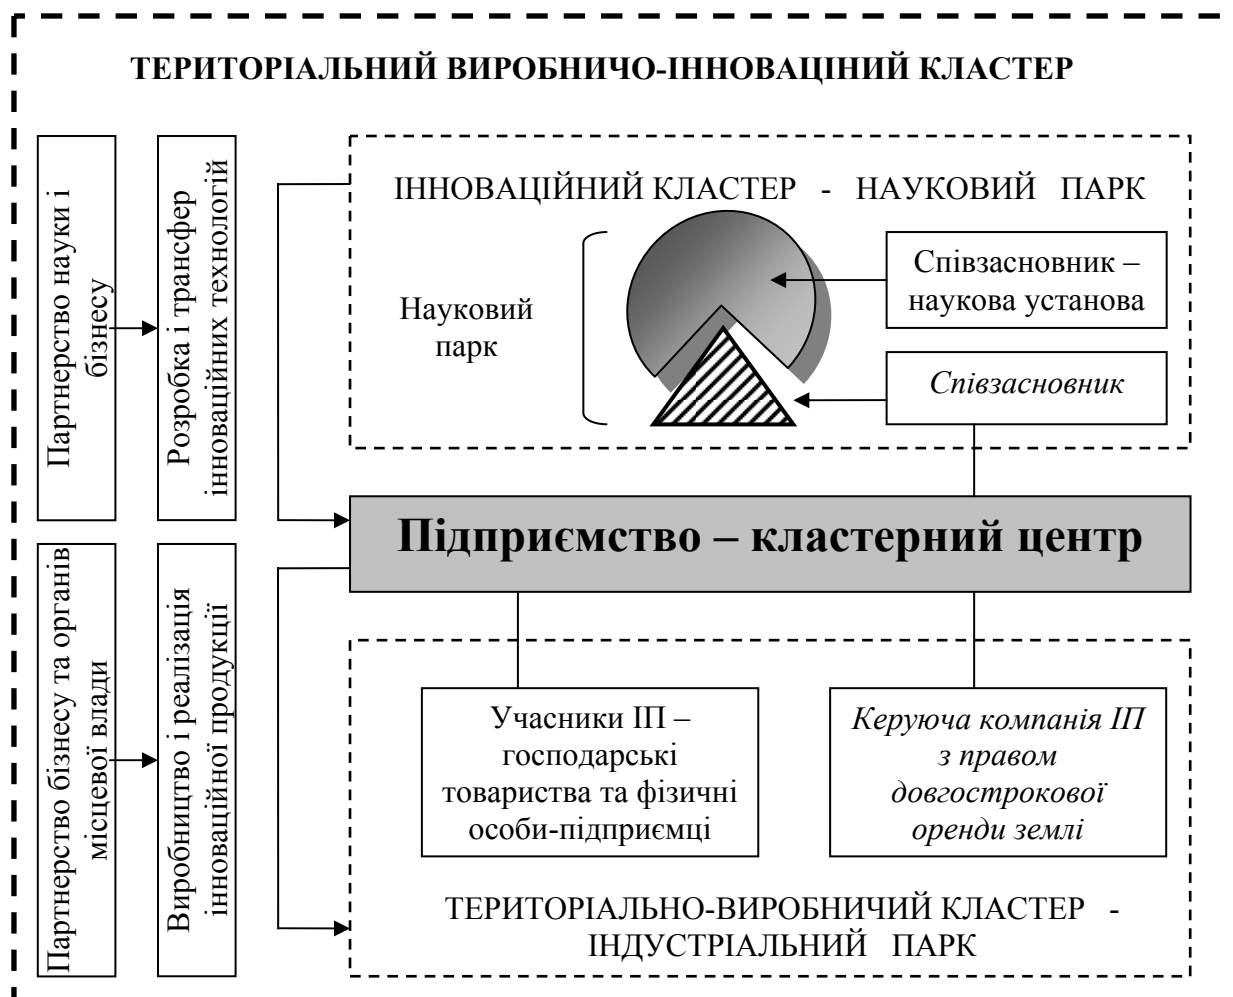 ТЕРИТОРІАЛЬНИЙ ВИРОБНИЧО-ІННОВАЦІНИЙ КЛАСТЕР
Партнерство науки і
бізнесу
Розробка і трансфер
інноваційних технологій
ІННОВАЦІЙНИЙ КЛАСТЕР - НАУКОВИЙ ПАРК
Науковий
парк
Співзасновник –
наукова установа
Співзасновник
Підприємство – кластерний центр
Партнерство бізнесу та органів
місцевої влади
Виробництво і реалізація
інноваційної продукції
Учасники ІП –
господарські
товариства та фізичні
особи-підприємці
Керуюча компанія ІП
з правом
довгострокової
оренди землі
ТЕРИТОРІАЛЬНО-ВИРОБНИЧИЙ КЛАСТЕР -
ІНДУСТРІАЛЬНИЙ ПАРК